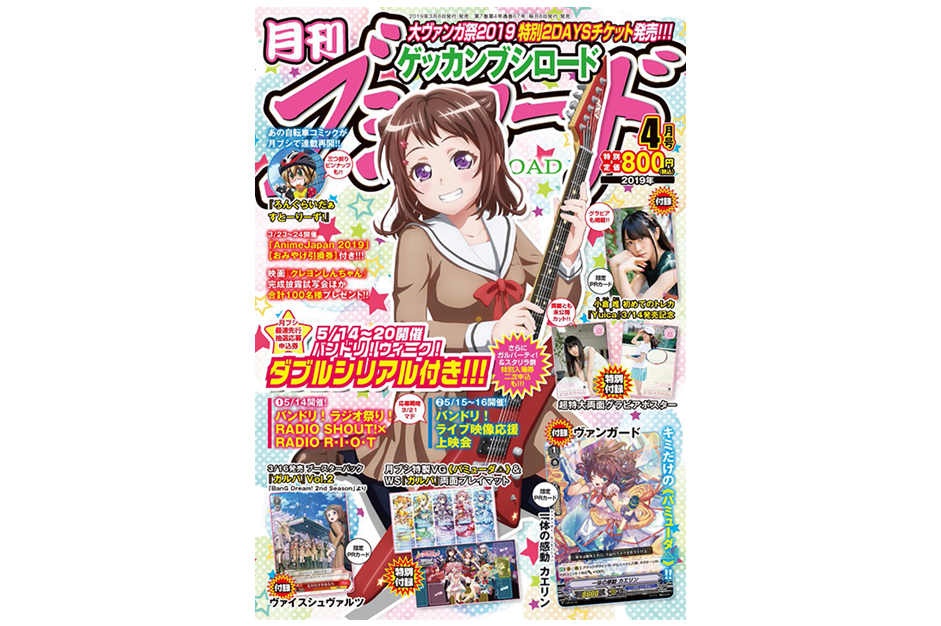 2019年3月8日発行・発売、第7巻第4号通巻67号、毎月8日発行、発売
大ヴァンガ祭2019 特別2DAYSチケット発売!!!
月刊
ブシロード
ゲッカンブシロード
ROAD
4月号
特別定価800円(税込)
2019年
あの自転車コミックが
月ブシで連載再開!!
三つ折り
ピンナップ
も!!
『ろんぐらいだぁ
すとーりーず!』
3/23~24開催
「AnimeJapan 2019」
【おみやげ引換券】付き!!!
映画『クレヨンしんちゃん』
完成披露試写会ほか
合計100名様プレゼント!!
付録
グラビア
も掲載!!
限定
PRカード
小倉 唯 初めてのトレカ
『Yuica』3/14発売記念
両面とも
未公開
カット!!
特別
付録
超特大両面グラビアポスター
月ブシ
最速先行
抽選応募
申込券
5/14~20開催
バンドリ!ウィーク!
ダブルシリアル付き!!!
さらに
ガルパーティ!
&スタリラ祭
特別入場券
二次申込
も!!!
①5/14開催!
バンドリ! ラジオ祭り!
RADIO SHOUT!×
RADIO R・I・O・T
応募期間
3/21
マデ
②5/15~16開催!
バンドリ!
ライブ映像応援
上映会
3/16発売 ブースターパック
『ガルパ』Vol.2
「BanG Dream! 2nd Season」より
限定
PRカード
付録
ヴァイスシュヴァルツ
月ブシ特製VG《バミューダ△》&
WS『ガルパ』両面プレイマット
特別
付録
付録
ヴァンガード
限定
PRカード
一体の感動 カエリン
キミだけの《バミューダ△》!!
一体の感動 カエリン
8000